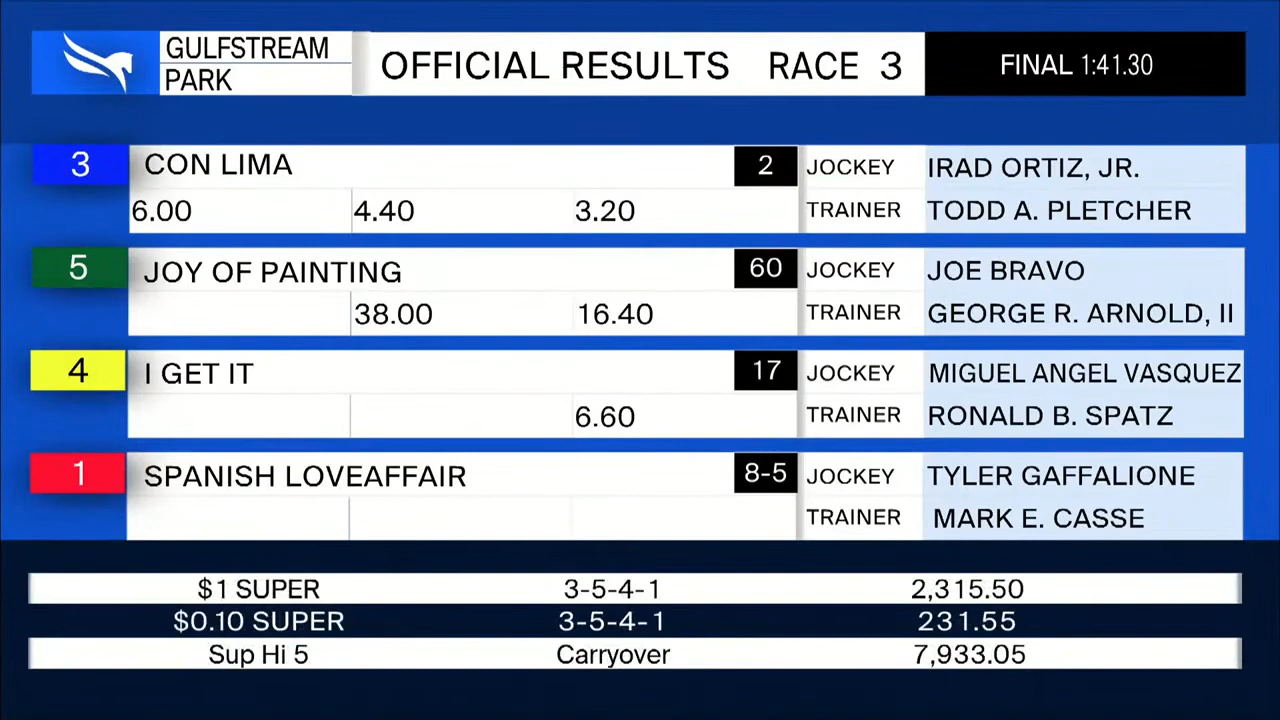 GULFSTREAM
PARK
OFFICIAL RESULTS RACE 3
FINAL 1:41.30
3 CON LIMA 2 JOCKEY IRAD ORTIZ, JR.
6.00 4.40 3.20 TRAINER TODD A. PLETCHER
5 JOY OF PAINTING 60 JOCKEY JOE BRAVO
38.00 16.40 TRAINER GEORGE R. ARNOLD, II
4 I GET IT 17 JOCKEY MIGUEL ANGEL VASQUEZ
6.60 TRAINER RONALD B. SPATZ
1 SPANISH LOVEAFFAIR 8-5 JOCKEY TYLER GAFFALIONE
TRAINER MARK E. CASSE
$1 SUPER 3-5-4-1 2,315.50
$0.10 SUPER 3-5-4-1 231.55
Sup Hi 5 Carryover 7,933.05